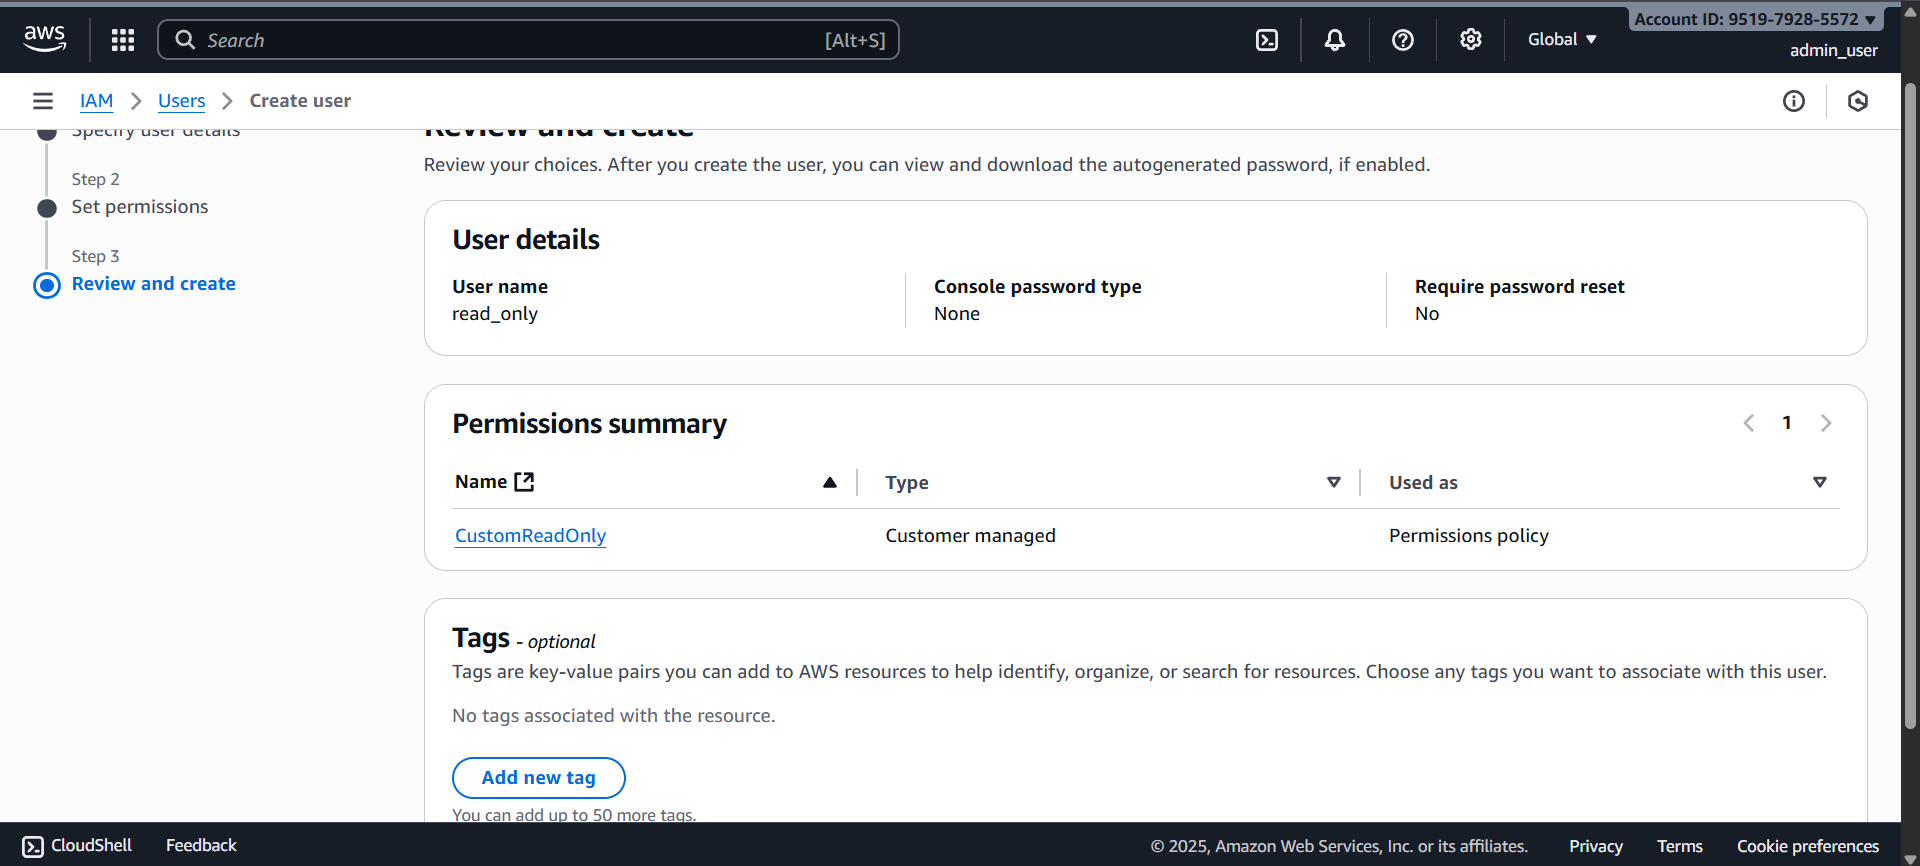 aws
Search
[Alt+S]
Global
Account ID: 9519-7928-5572
admin_user
IAM
Users
Create user
Specify user details
Step 2
Set permissions
Step 3
Review and create
Review and create
Review your choices. After you create the user, you can view and download the autogenerated password, if enabled.
User details
User name
read_only
Console password type
None
Require password reset
No
Permissions summary
1
Name
Type
Used as
CustomReadOnly
Customer managed
Permissions policy
Tags - optional
Tags are key-value pairs you can add to AWS resources to help identify, organize, or search for resources. Choose any tags you want to associate with this user.
No tags associated with the resource.
Add new tag
You can add up to 50 more tags.
CloudShell
Feedback
© 2025, Amazon Web Services, Inc. or its affiliates.
Privacy
Terms
Cookie preferences